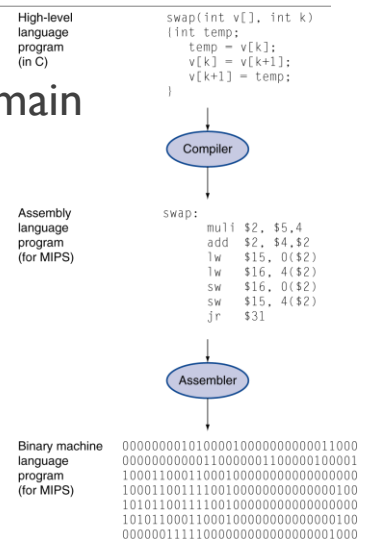 High-level
language
program
(in C)
swap(int v[], int k)
{int temp;
temp = v[k];
v[k] = v[k+1];
v[k+1] = temp;
}
main
Compiler
Assembly
language
program
(for MIPS)
swap:
muli $2, $5,4
add $2, $4,$2
lw $15, 0($2)
lw $16, 4($2)
sw $16, 0($2)
sw $15, 4($2)
jr $31
Assembler
Binary machine
language
program
(for MIPS)
00000000101000010000000000011000
00000000000110000001100000100001
10001100011000100000000000000000
10001100111100100000000000000100
10101100111100100000000000000000
10101100011000100000000000000100
00000011111000000000000000001000